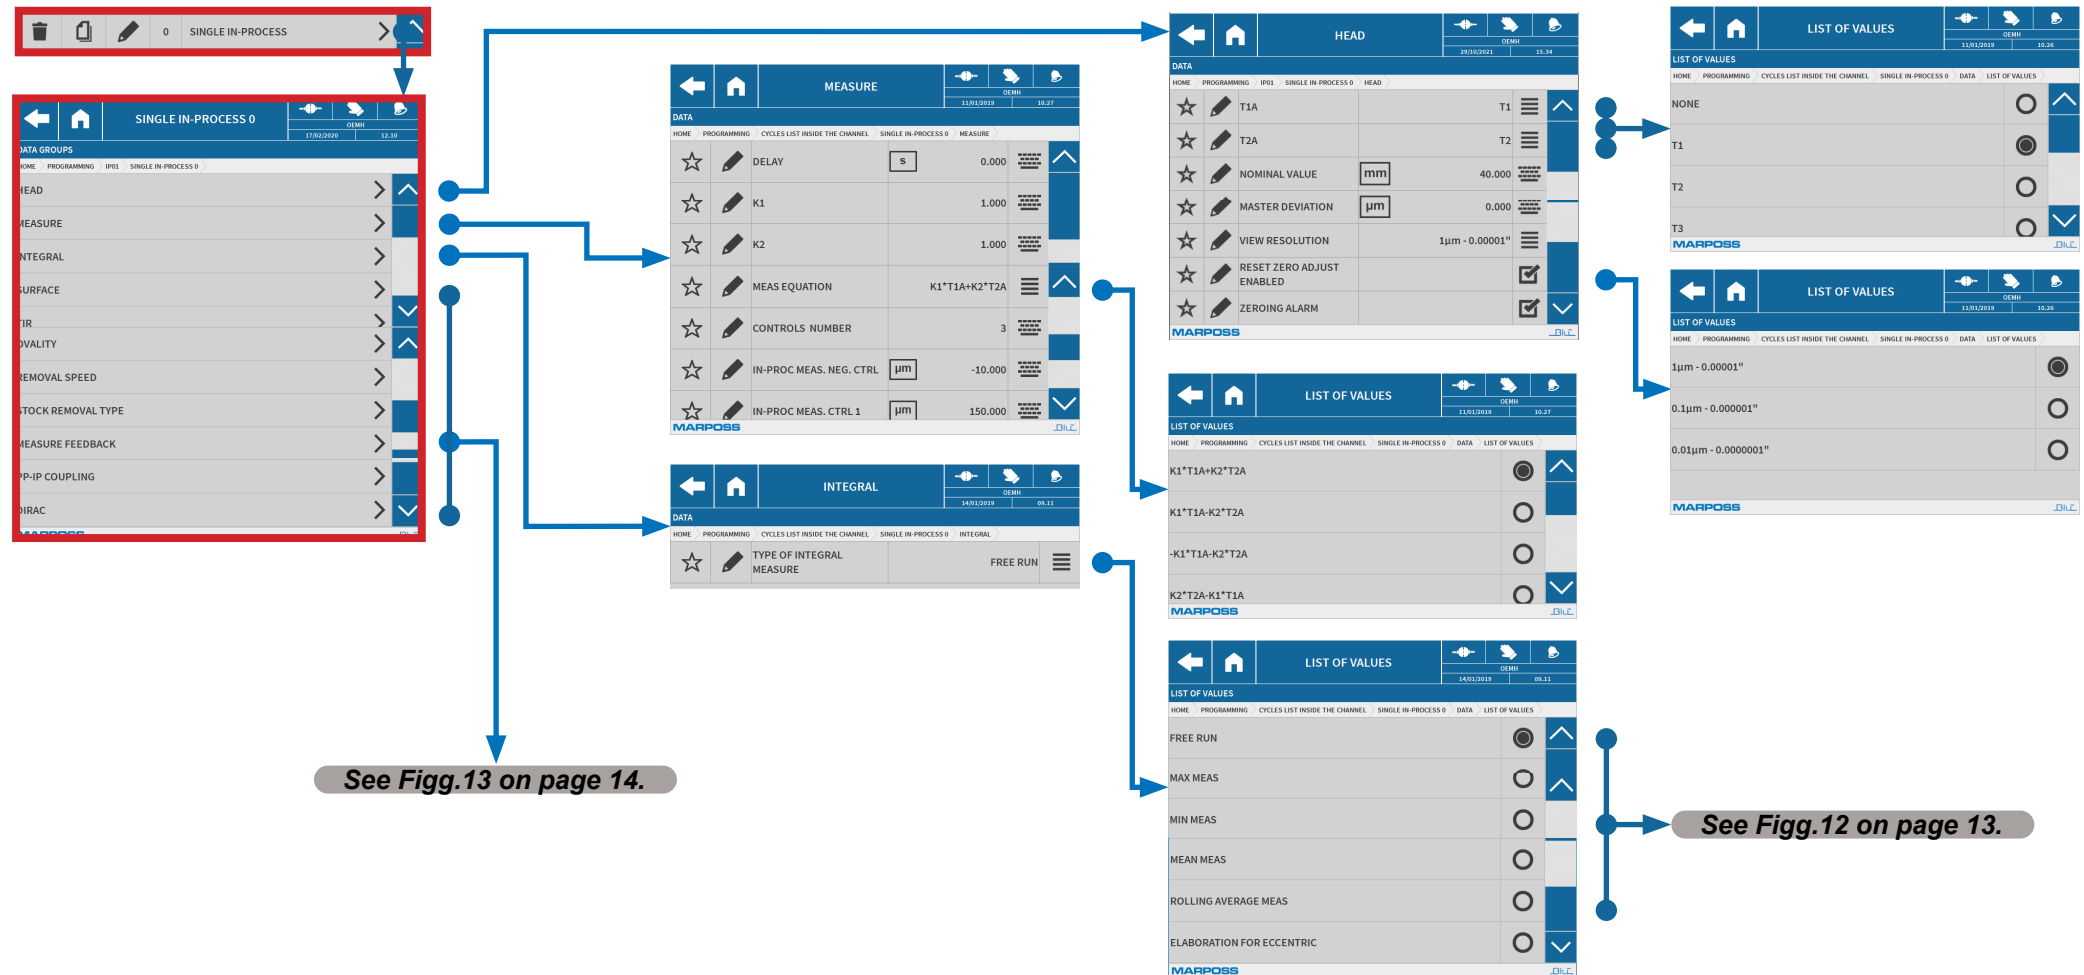 0 SINGLE IN-PROCESS
SINGLE IN-PROCESS 0
OEMH
17/02/2020 12.10
DATA GROUPS
HOME PROGRAMMING IP01 SINGLE IN-PROCESS 0
HEAD
MEASURE
INTEGRAL
SURFACE
TIR
OVALITY
REMOVAL SPEED
STOCK REMOVAL TYPE
MEASURE FEEDBACK
PP-IP COUPLING
DIRAC
MARPOSS
See Figg.13 on page 14.
MEASURE
OEMH
11/01/2019 10.27
DATA
HOME PROGRAMMING CYCLES LIST INSIDE THE CHANNEL SINGLE IN-PROCESS 0 MEASURE
DELAY s 0.000
K1 1.000
K2 1.000
MEAS EQUATION K1*T1A+K2*T2A
CONTROLS NUMBER 3
IN-PROC MEAS. NEG. CTRL µm -10.000
IN-PROC MEAS. CTRL 1 µm 150.000
MARPOSS BLÚ
INTEGRAL
OEMH
14/01/2019 09.11
DATA
HOME PROGRAMMING CYCLES LIST INSIDE THE CHANNEL SINGLE IN-PROCESS 0 INTEGRAL
TYPE OF INTEGRAL
MEASURE FREE RUN
HEAD
OEMH
29/10/2021 15.34
DATA
HOME PROGRAMMING IP01 SINGLE IN-PROCESS 0 HEAD
T1A T1
T2A T2
NOMINAL VALUE mm 40.000
MASTER DEVIATION µm 0.000
VIEW RESOLUTION 1µm - 0.00001"
RESET ZERO ADJUST
ENABLED
ZEROING ALARM
MARPOSS BLÚ
LIST OF VALUES
OEMH
11/01/2019 10.27
LIST OF VALUES
HOME PROGRAMMING CYCLES LIST INSIDE THE CHANNEL SINGLE IN-PROCESS 0 DATA LIST OF VALUES
K1*T1A+K2*T2A
K1*T1A-K2*T2A
-K1*T1A-K2*T2A
K2*T2A-K1*T1A
MARPOSS BLÚ
LIST OF VALUES
OEMH
14/01/2019 09.11
LIST OF VALUES
HOME PROGRAMMING CYCLES LIST INSIDE THE CHANNEL SINGLE IN-PROCESS 0 DATA LIST OF VALUES
FREE RUN
MAX MEAS
MIN MEAS
MEAN MEAS
ROLLING AVERAGE MEAS
ELABORATION FOR ECCENTRIC
MARPOSS BLÚ
LIST OF VALUES
OEMH
11/01/2019 10.26
LIST OF VALUES
HOME PROGRAMMING CYCLES LIST INSIDE THE CHANNEL SINGLE IN-PROCESS 0 DATA LIST OF VALUES
NONE
T1
T2
T3
MARPOSS BLÚ
LIST OF VALUES
OEMH
11/01/2019 10.26
LIST OF VALUES
HOME PROGRAMMING CYCLES LIST INSIDE THE CHANNEL SINGLE IN-PROCESS 0 DATA LIST OF VALUES
1µm - 0.00001"
0.1µm - 0.000001"
0.01µm - 0.0000001"
MARPOSS BLÚ
See Figg.12 on page 13.